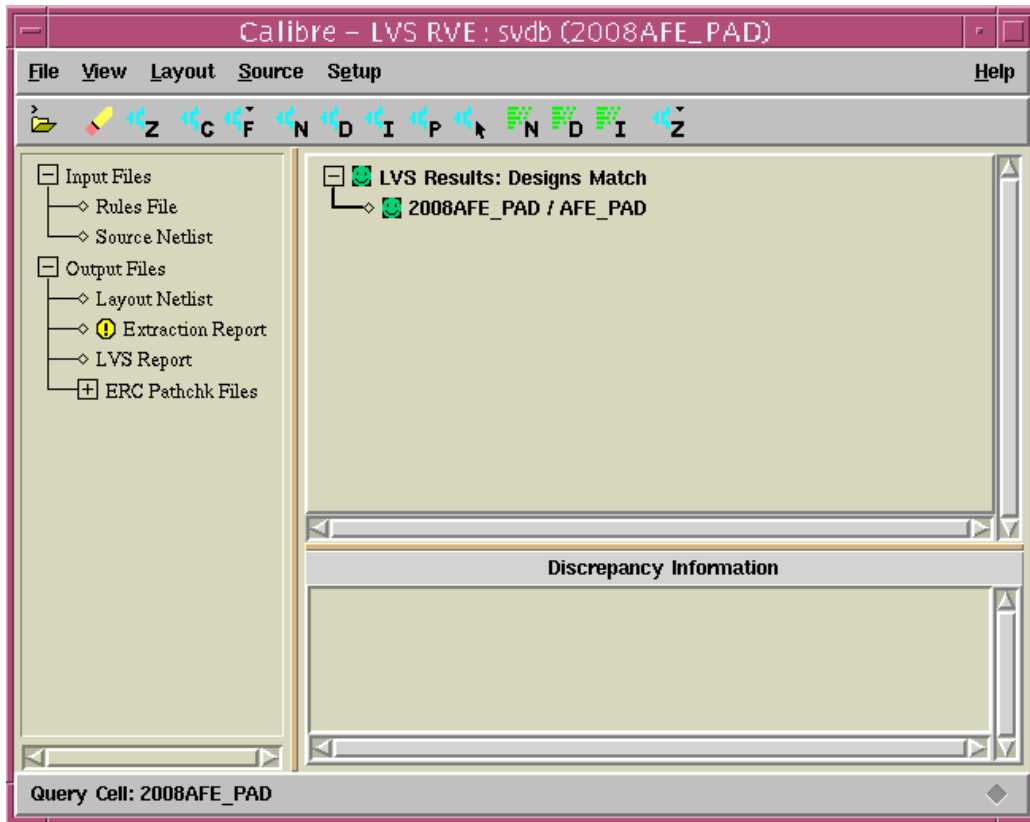 Calibre – LVS RVE : svdb (2008AFE_PAD)
File View Layout Source Setup Help
Z C F N D I P N D I Z
Input Files
Rules File
Source Netlist
Output Files
Layout Netlist
Extraction Report
LVS Report
ERC Pathchk Files
LVS Results: Designs Match
2008AFE_PAD / AFE_PAD
Discrepancy Information
Query Cell: 2008AFE_PAD